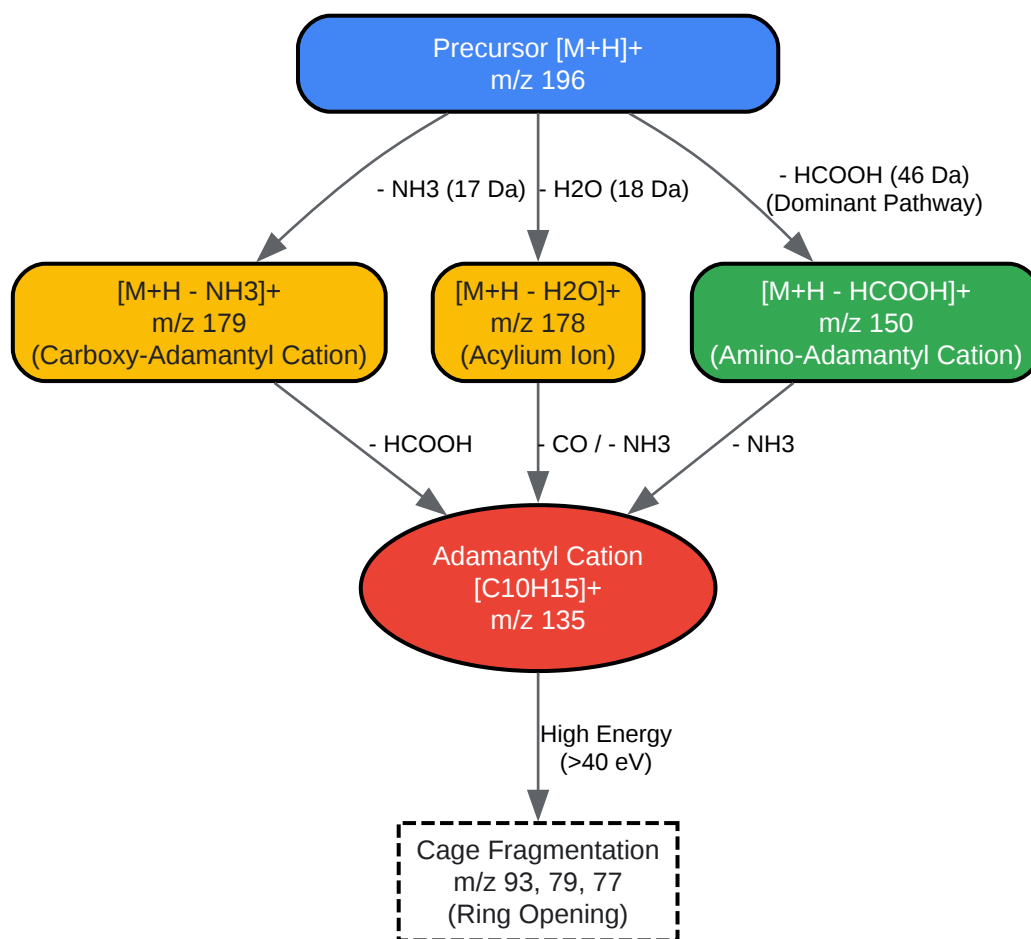 Precursor [M+H]+
m/z 196
- NH3 (17 Da)
- H2O (18 Da)
- HCOOH (46 Da)
(Dominant Pathway)
[M+H - NH3]+
m/z 179
(Carboxy-Adamantyl Cation)
[M+H - H2O]+
m/z 178
(Acylium Ion)
[M+H - HCOOH]+
m/z 150
(Amino-Adamantyl Cation)
- HCOOH
- CO / - NH3
- NH3
Adamantyl Cation
[C10H15]+
m/z 135
High Energy
(>40 eV)
Cage Fragmentation
m/z 93, 79, 77
(Ring Opening)